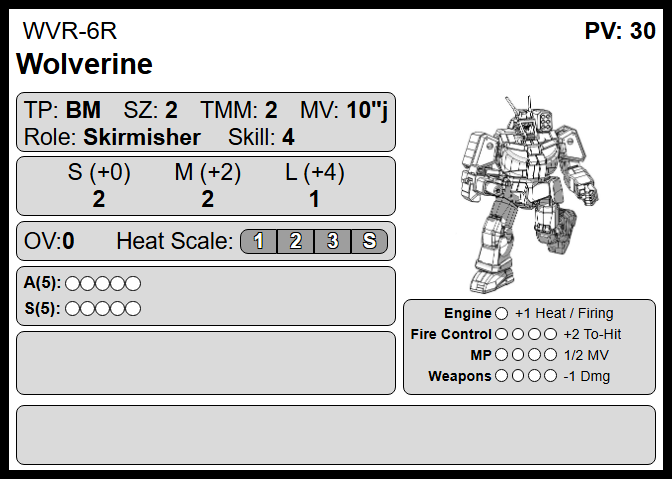 WVR-6R
PV: 30
Wolverine
TP: BM SZ: 2 TMM: 2 MV: 10"j
Role: Skirmisher Skill: 4
S (+0) M (+2) L (+4)
2 2 1
OV:0 Heat Scale: 1 2 3 S
A(5):
S(5):
Engine +1 Heat / Firing
Fire Control +2 To-Hit
MP 1/2 MV
Weapons -1 Dmg